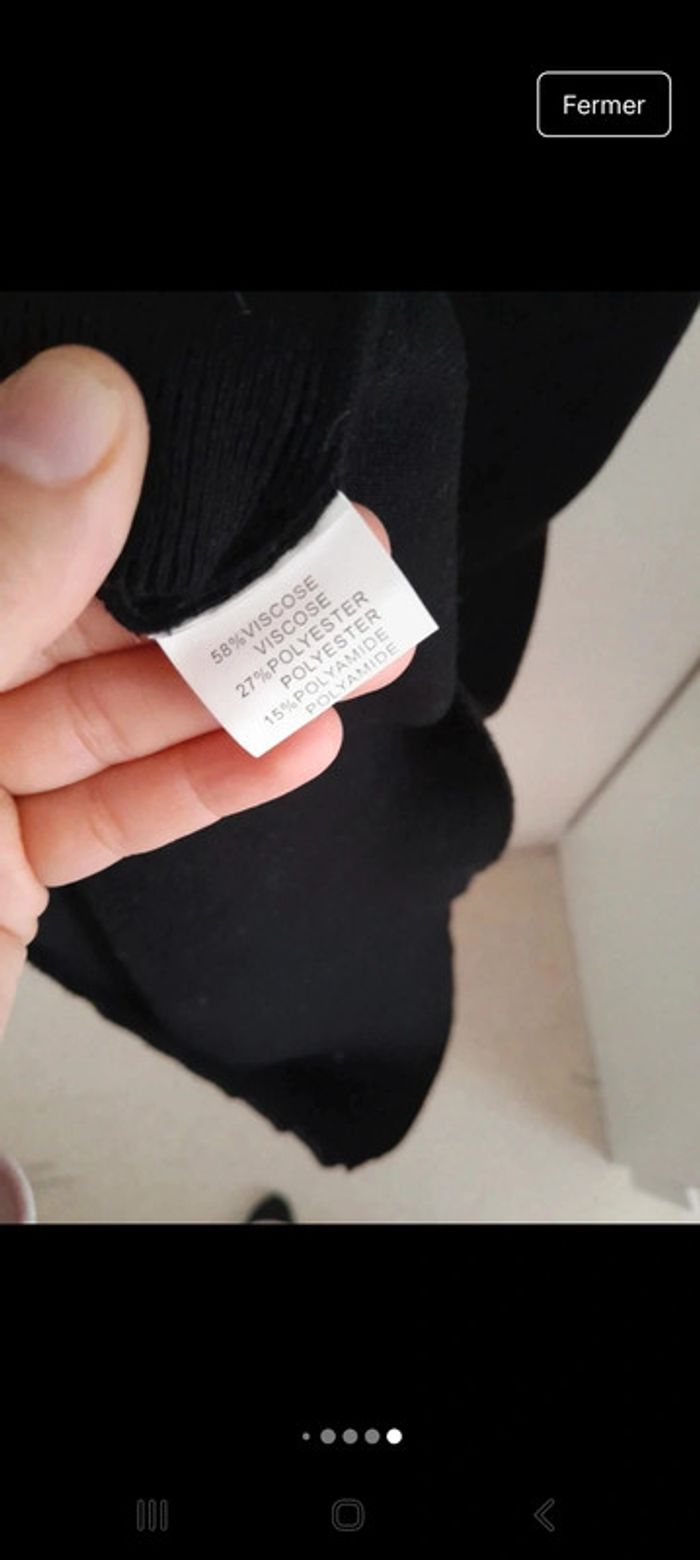 Fermer
58%VISCOSE
VISCOSE
27%POLYESTER
POLYESTER
15%POLYAMIDE
POLYAMIDE